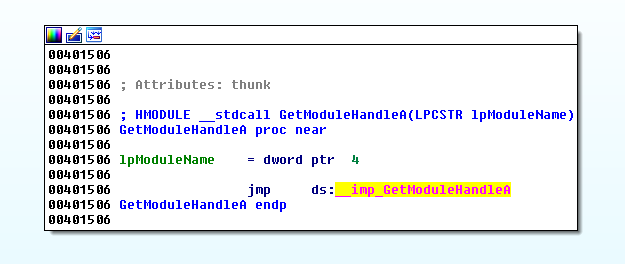 00401506
00401506
00401506 ; Attributes: thunk
00401506
00401506 ; HMODULE __stdcall GetModuleHandleA(LPCSTR lpModuleName)
00401506 GetModuleHandleA proc near
00401506
00401506 lpModuleName    = dword ptr  4
00401506
00401506                 jmp     ds:__imp_GetModuleHandleA
00401506 GetModuleHandleA endp
00401506